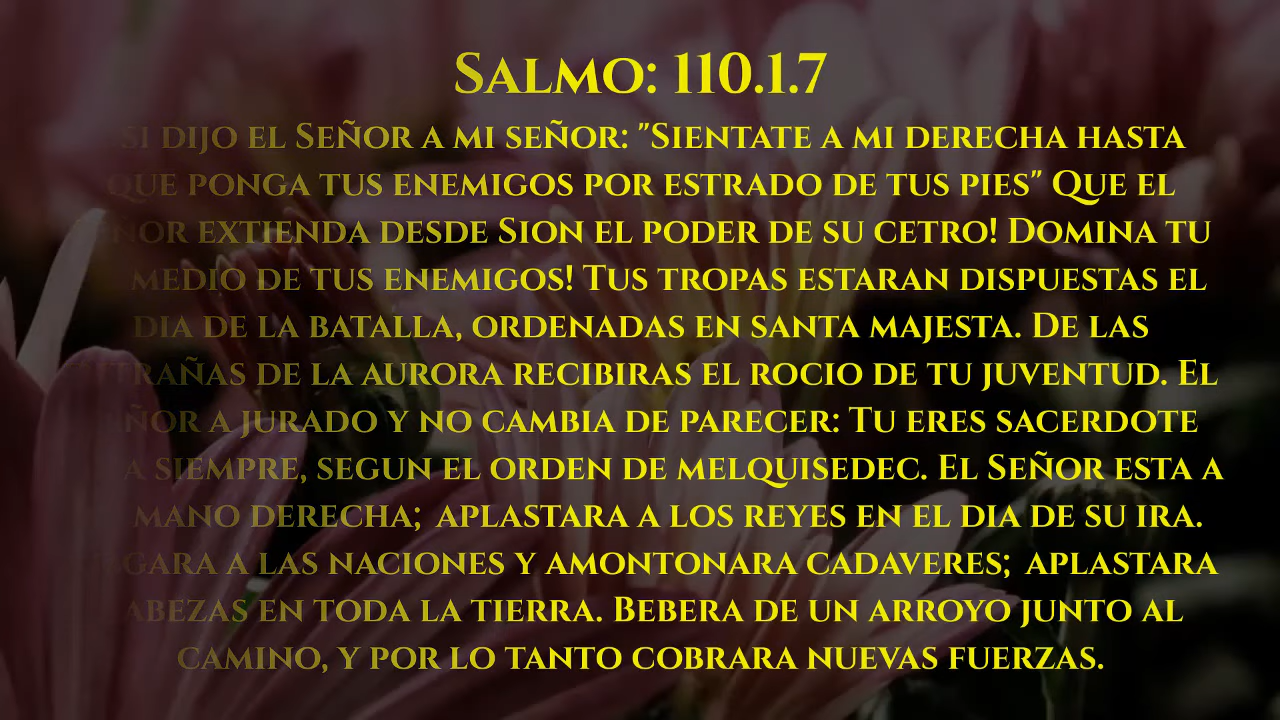 Salmo: 110.1.7
SI DIJO EL SEÑOR A MI SEÑOR: "SIENTATE A MI DERECHA HASTA
QUE PONGA TUS ENEMIGOS POR ESTRADO DE TUS PIES" QUE EL
EXTIENDA DESDE SION EL PODER DE SU CETRO! DOMINA TU
MEDIO DE TUS ENEMIGOS! TUS TROPAS ESTARAN DISPUESTAS EL
DIA DE LA BATALLA, ORDENADAS EN SANTA MAJESTA. DE LAS
DE LA AURORA RECIBIRAS EL ROCIO DE TU JUVENTUD. EL
A JURADO Y NO CAMBIA DE PARECER: TU ERES SACERDOTE
SIEMPRE, SEGUN EL ORDEN DE MELQUISEDEC. EL SEÑOR ESTA A
MANO DERECHA; APLASTARA A LOS REYES EN EL DIA DE SU IRA.
A LAS NACIONES Y AMONTONARA CADAVERES; APLASTARA
EN TODA LA TIERRA. BEBERA DE UN ARROYO JUNTO AL
CAMINO, Y POR LO TANTO COBRARA NUEVAS FUERZAS.